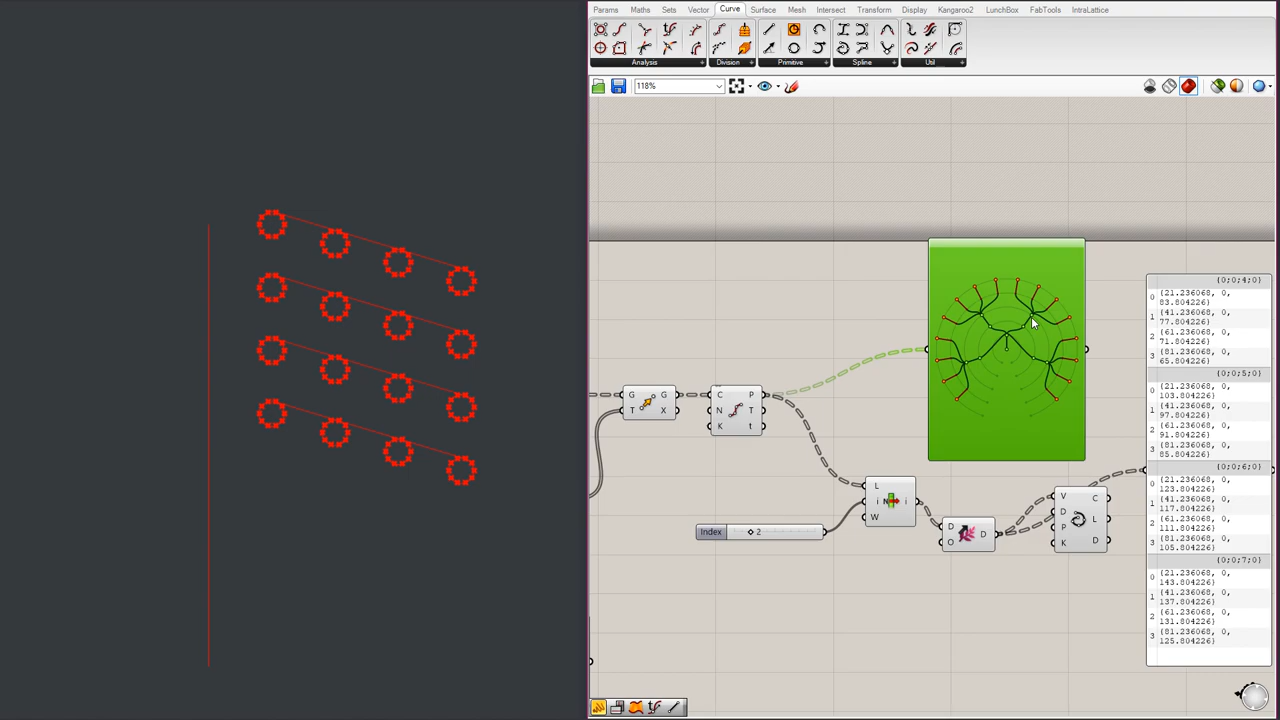 Params Maths Sets Vector Curve Surface Mesh Intersect Transform Display Kangaroo2 LunchBox FabTools IntraLattice
Analysis Division Primitive Spline Util
118%
{0;0;4;0}
0 {21.236068, 0,
83.804226}
1 {41.236068, 0,
77.804226}
2 {61.236068, 0,
71.804226}
3 {81.236068, 0,
65.804226}
{0;0;5;0}
0 {21.236068, 0,
103.804226}
1 {41.236068, 0,
97.804226}
2 {61.236068, 0,
91.804226}
3 {81.236068, 0,
85.804226}
{0;0;6;0}
0 {21.236068, 0,
123.804226}
1 {41.236068, 0,
117.804226}
2 {61.236068, 0,
111.804226}
3 {81.236068, 0,
105.804226}
{0;0;7;0}
0 {21.236068, 0,
143.804226}
1 {41.236068, 0,
137.804226}
2 {61.236068, 0,
131.804226}
3 {81.236068, 0,
125.804226}
G G
T X
C P
N T
K t
L
i i
W
Index 2
D D
O
V C
D L
P D
K